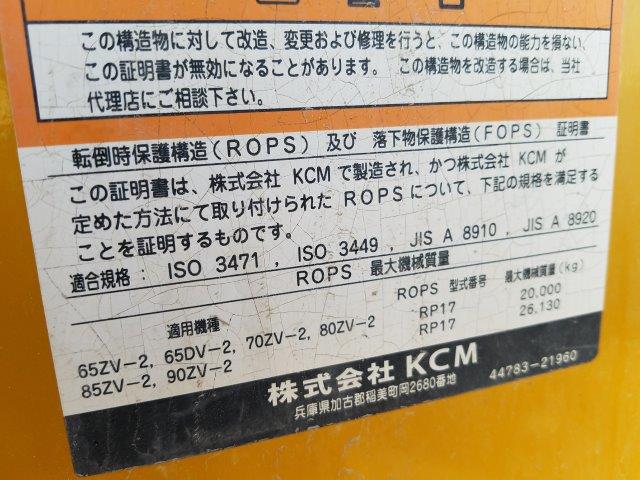 この構造物に対して改造、変更および修理を行うと、この構造物の能力を損ない、
この証明書が無効になることがあります。 この構造物を改造する場合は、当社
代理店にご相談下さい。
転倒時保護構造（ROPS）及び 落下物保護構造（FOPS）証明書
この証明書は、株式会社 KCMで製造され、かつ株式会社 KCMが
定めた方法にて取り付けられたROPSについて、下記の規格を満足する
ことを証明するものです。
適合規格： ISO 3471, ISO 3449, JIS A 8910, JIS A 8920
ROPS 最大機械質量
適用機種 ROPS 型式番号 最大機械質量(kg)
65ZV-2, 65DV-2, 70ZV-2, 80ZV-2 RP17 20,000
85ZV-2, 90ZV-2 RP17 26,130
株式会社 KCM
兵庫県加古郡稲美町岡2680番地 44783-21960